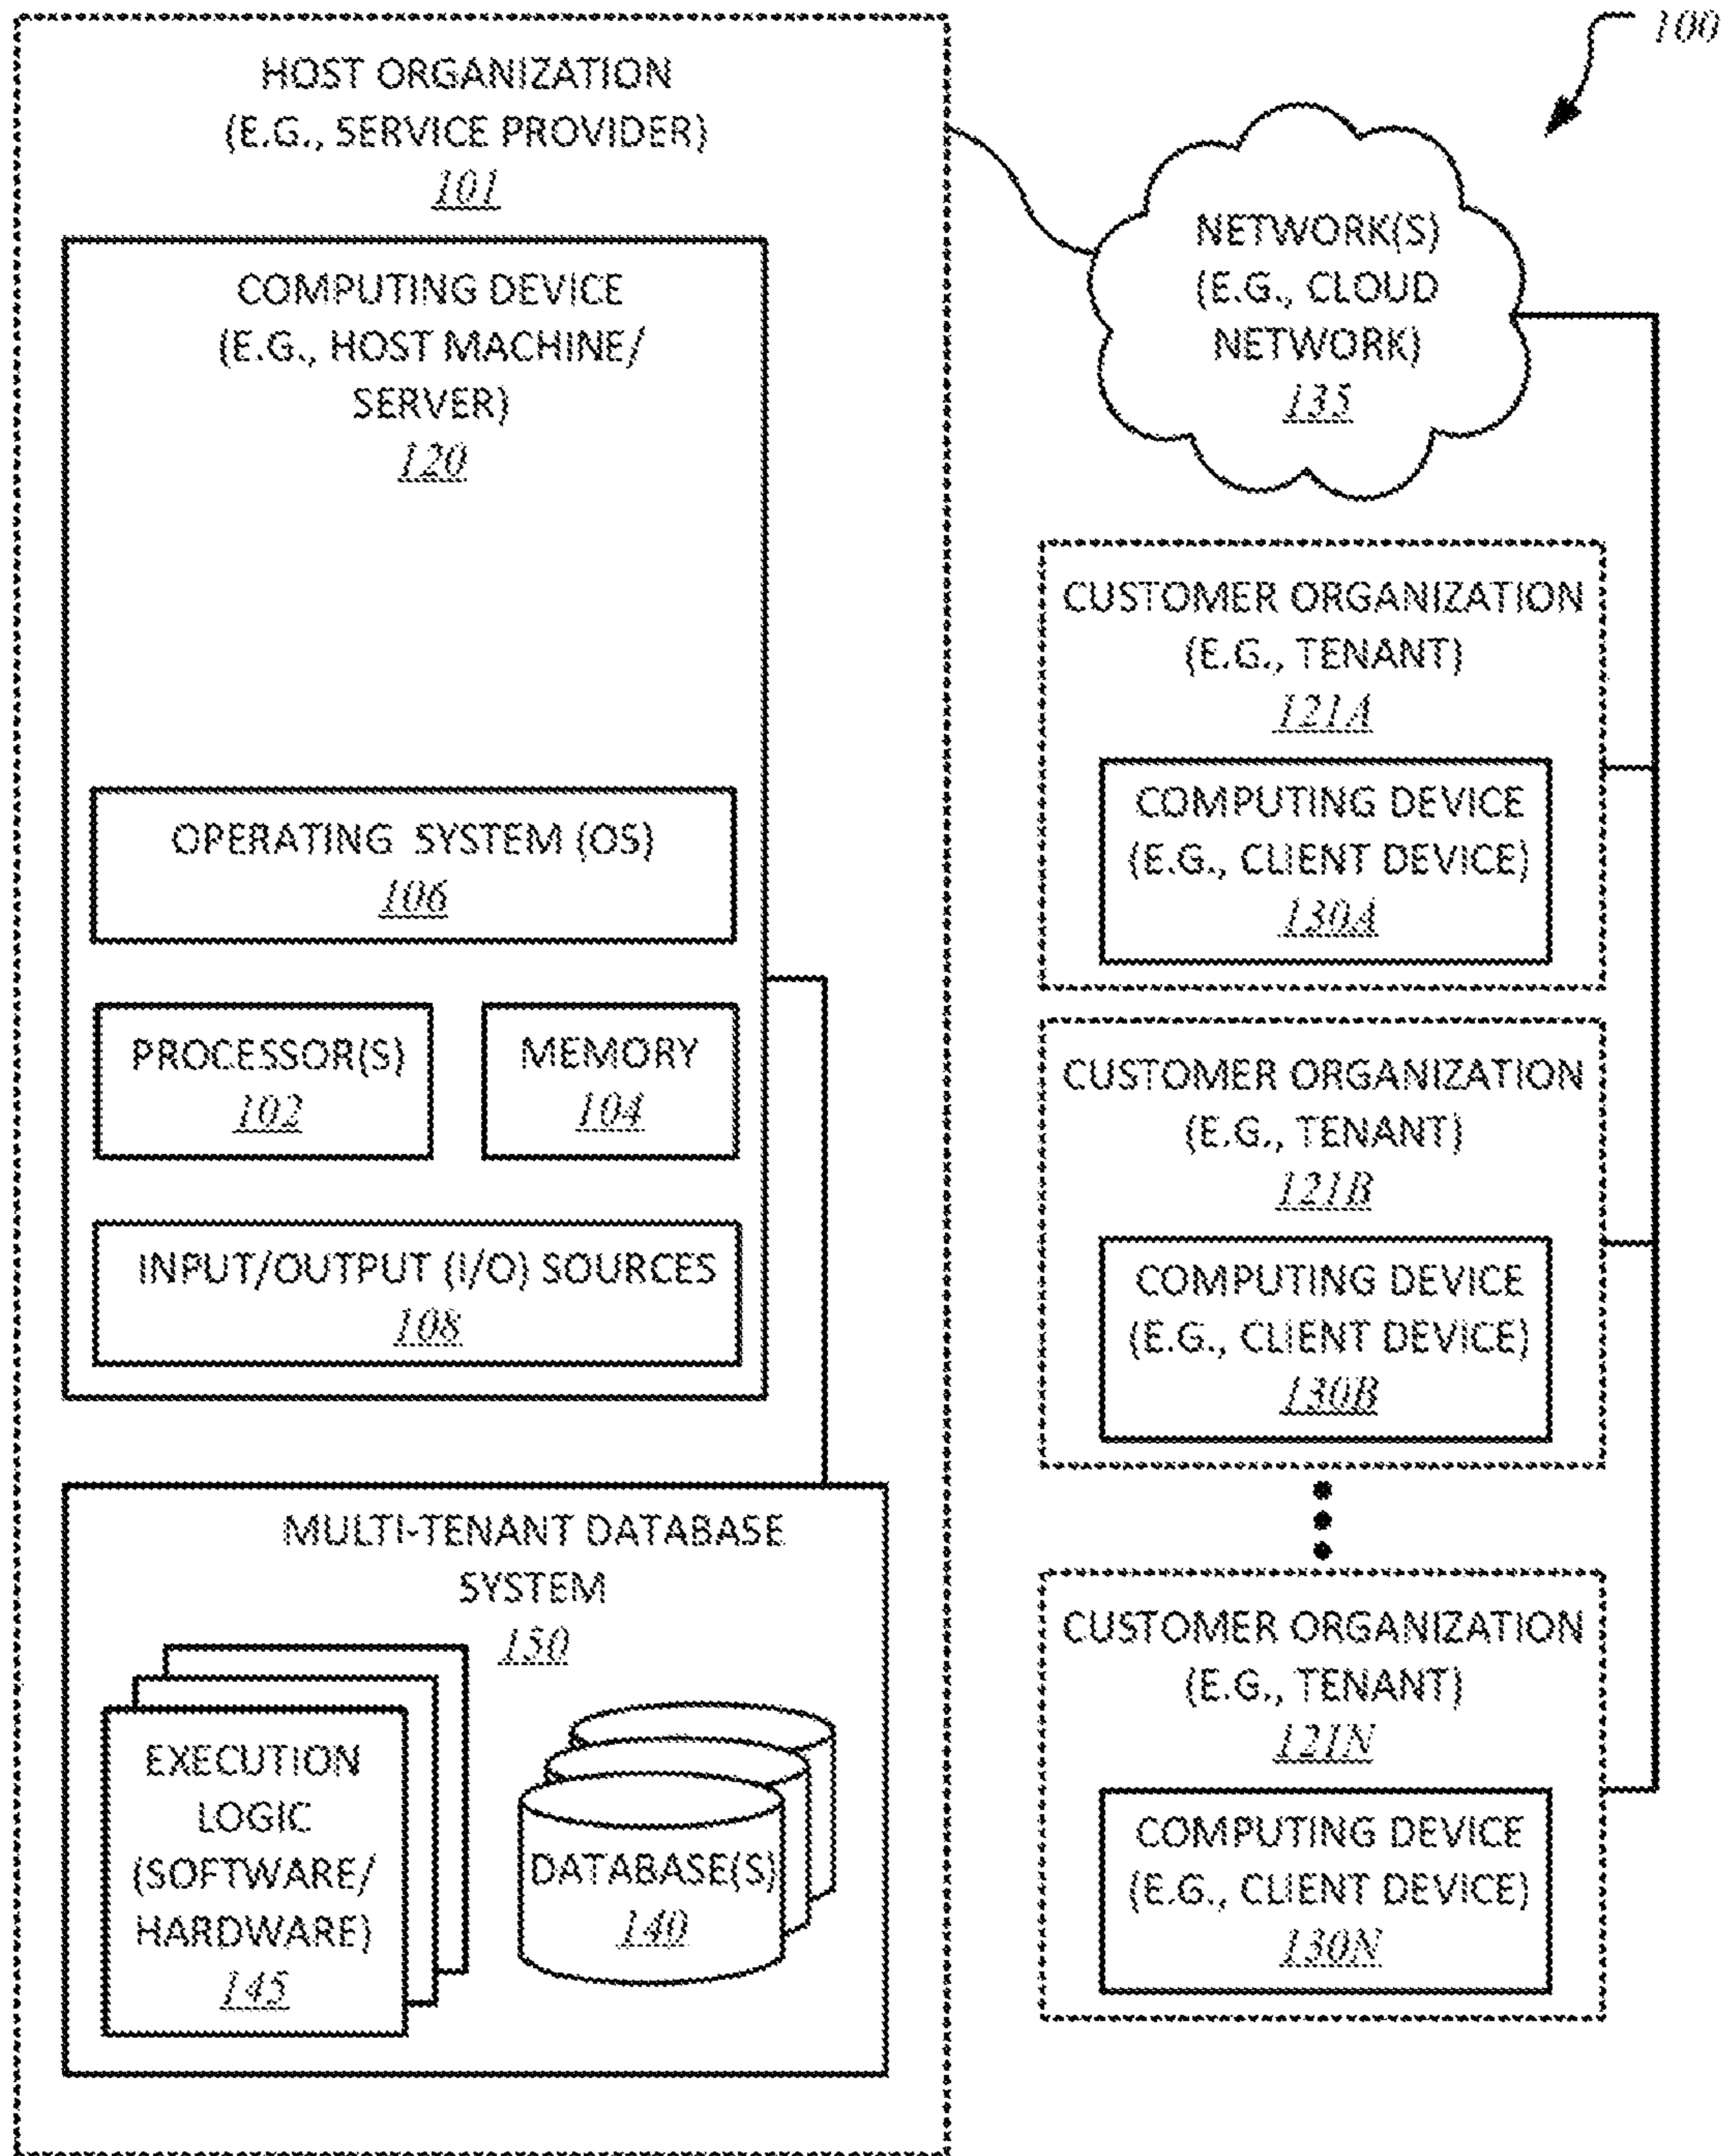 100
HOST ORGANIZATION
(E.G., SERVICE PROVIDER)
101
COMPUTING DEVICE
(E.G., HOST MACHINE/
SERVER)
120
OPERATING SYSTEM (OS)
106
PROCESSOR(S)
102
MEMORY
104
INPUT/OUTPUT (I/O) SOURCES
108
MULTI-TENANT DATABASE
SYSTEM
150
EXECUTION
LOGIC
(SOFTWARE/
HARDWARE)
145
DATABASE(S)
140
NETWORK(S)
(E.G., CLOUD
NETWORK)
135
CUSTOMER ORGANIZATION
(E.G., TENANT)
121A
COMPUTING DEVICE
(E.G., CLIENT DEVICE)
130A
CUSTOMER ORGANIZATION
(E.G., TENANT)
121B
COMPUTING DEVICE
(E.G., CLIENT DEVICE)
130B
CUSTOMER ORGANIZATION
(E.G., TENANT)
121N
COMPUTING DEVICE
(E.G., CLIENT DEVICE)
130N